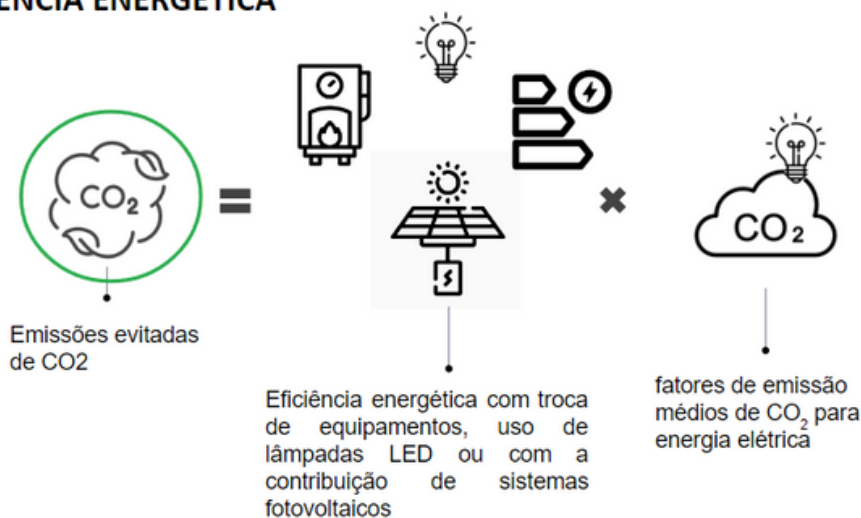 ENERGÉTICA
CO2
CO2
Emissões evitadas
de CO2
Eficiência energética com troca
de equipamentos, uso de
lâmpadas LED ou com a
contribuição de sistemas
fotovoltaicos
fatores de emissão
médios de CO2 para
energia elétrica